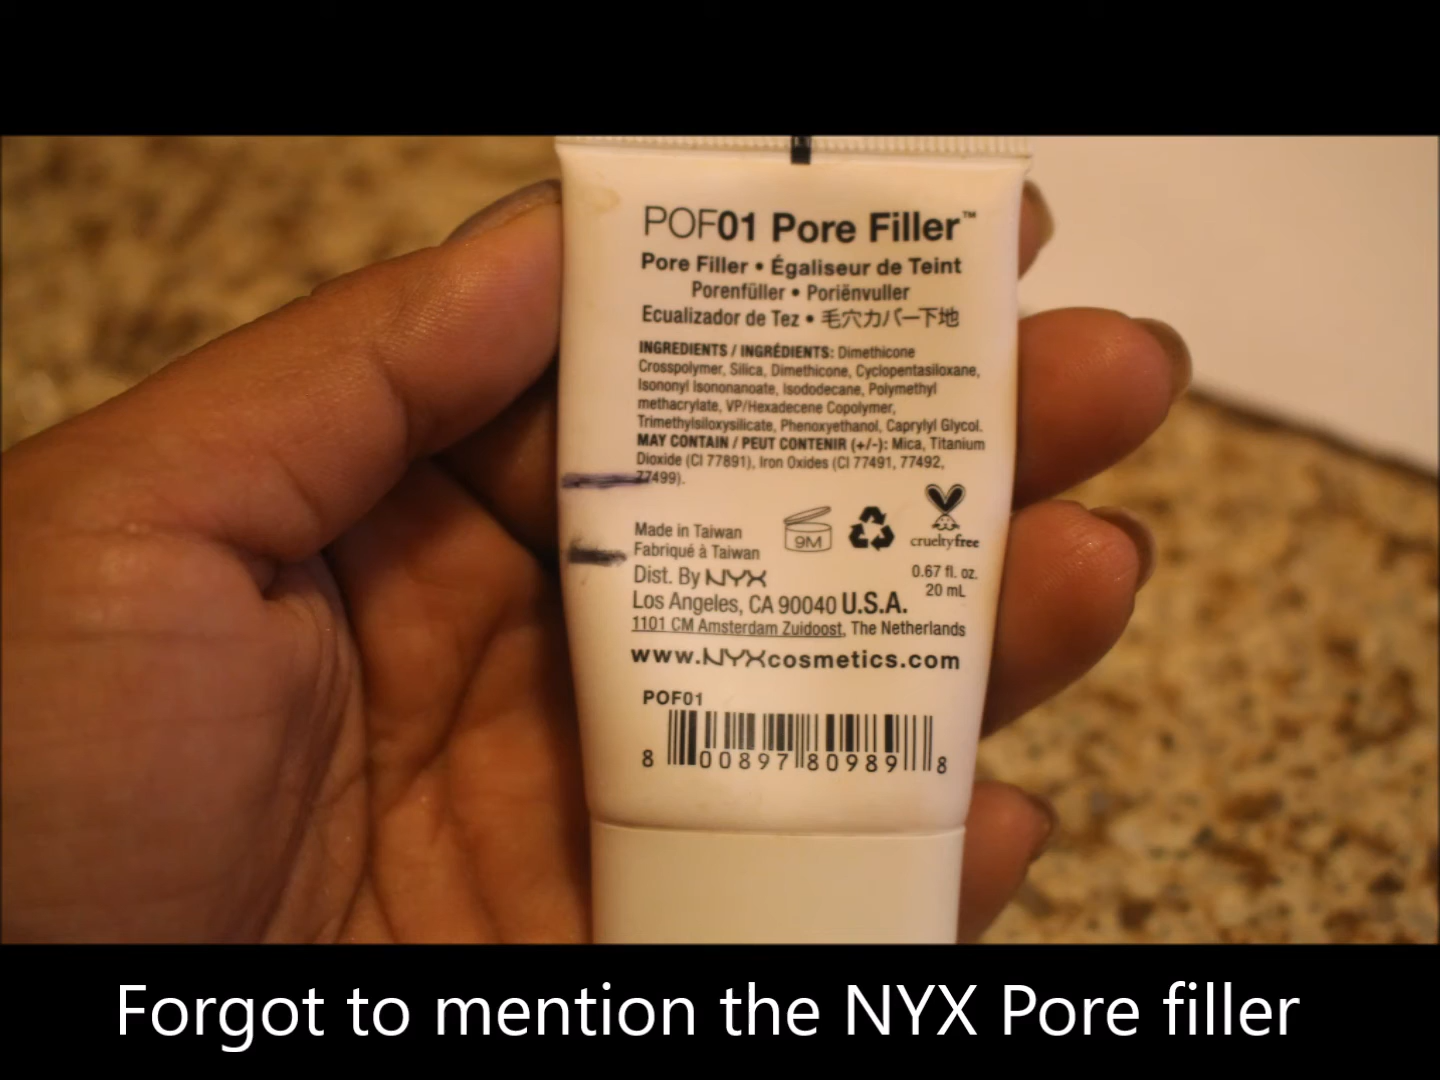 POF01 Pore Filler™
Pore Filler • Égaliseur de Teint
Porenfüller • Poriënvuller
Ecualizador de Tez • 毛穴カバー下地
INGREDIENTS / INGRÉDIENTS: Dimethicone
Crosspolymer, Silica, Dimethicone, Cyclopentasiloxane,
Isononyl Isononanoate, Isododecane, Polymethyl
methacrylate, VP/Hexadecene Copolymer,
Trimethylsiloxysilicate, Phenoxyethanol, Caprylyl Glycol.
MAY CONTAIN / PEUT CONTENIR (+/-): Mica, Titanium
Dioxide (CI 77891), Iron Oxides (CI 77491, 77492,
77499).
Made in Taiwan
Fabriqué à Taiwan
9M
crueltyfree
Dist. By NYX
0.67 fl. oz.
20 mL
Los Angeles, CA 90040 U.S.A.
1101 CM Amsterdam Zuidoost, The Netherlands
www.NYXcosmetics.com
POF01
8 00897 80989 8
Forgot to mention the NYX Pore filler